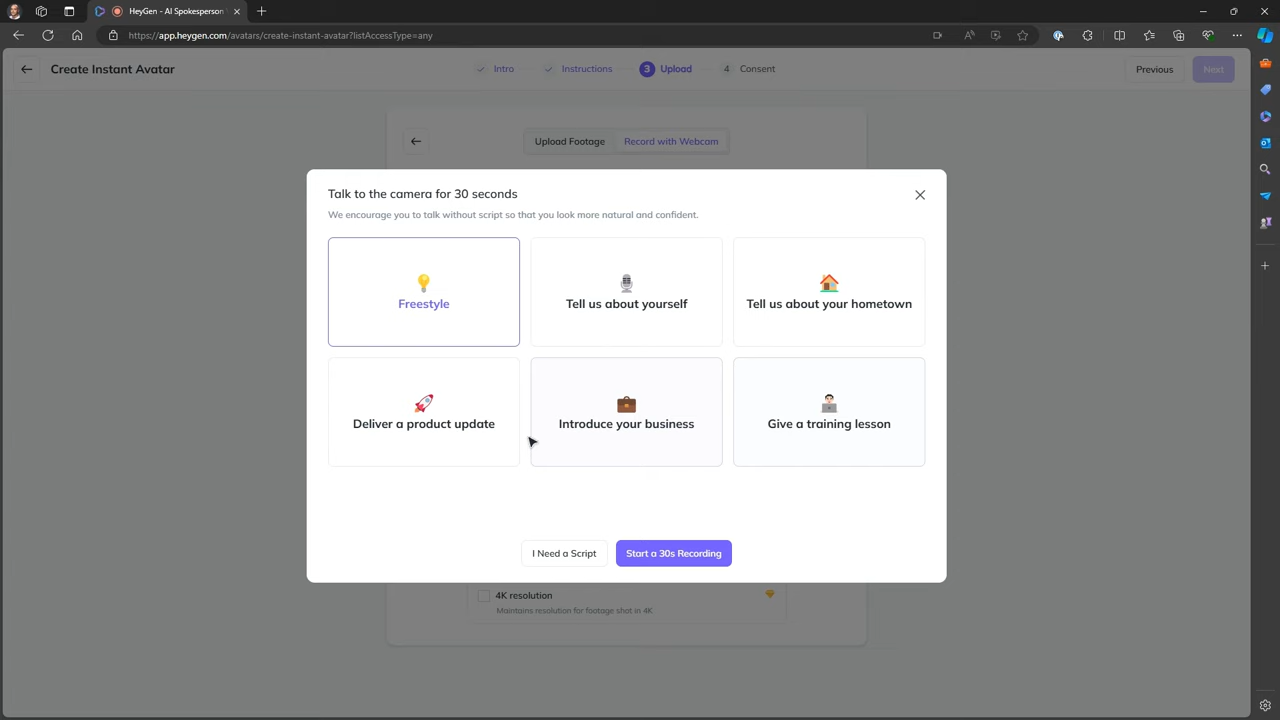 HeyGen - AI Spokesperson V
https://app.heygen.com/avatars/create-instant-avatar?listAccessType=any
Create Instant Avatar
Intro
Instructions
3 Upload
4 Consent
Previous
Next
Upload Footage
Record with Webcam
Talk to the camera for 30 seconds
We encourage you to talk without script so that you look more natural and confident.
Freestyle
Tell us about yourself
Tell us about your hometown
Deliver a product update
Introduce your business
Give a training lesson
I Need a Script
Start a 30s Recording
4K resolution
Maintains resolution for footage shot in 4K